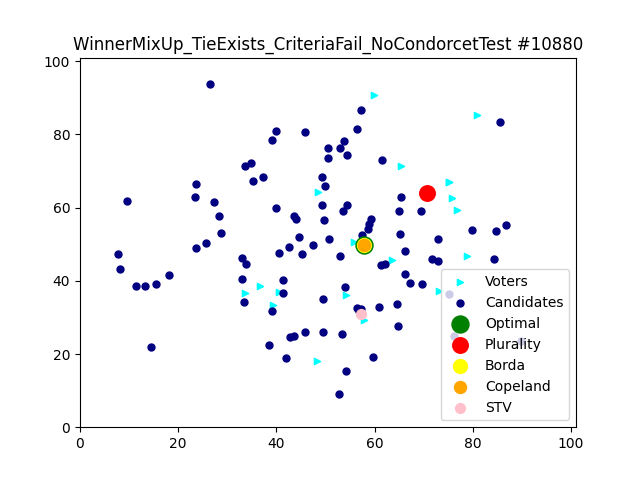 WinnerMixUp_TieExists_CriteriaFail_NoCondorcetTest #10880
100
80
60
40
20
0
0
20
40
60
80
100
Voters
Candidates
Optimal
Plurality
Borda
Copeland
STV